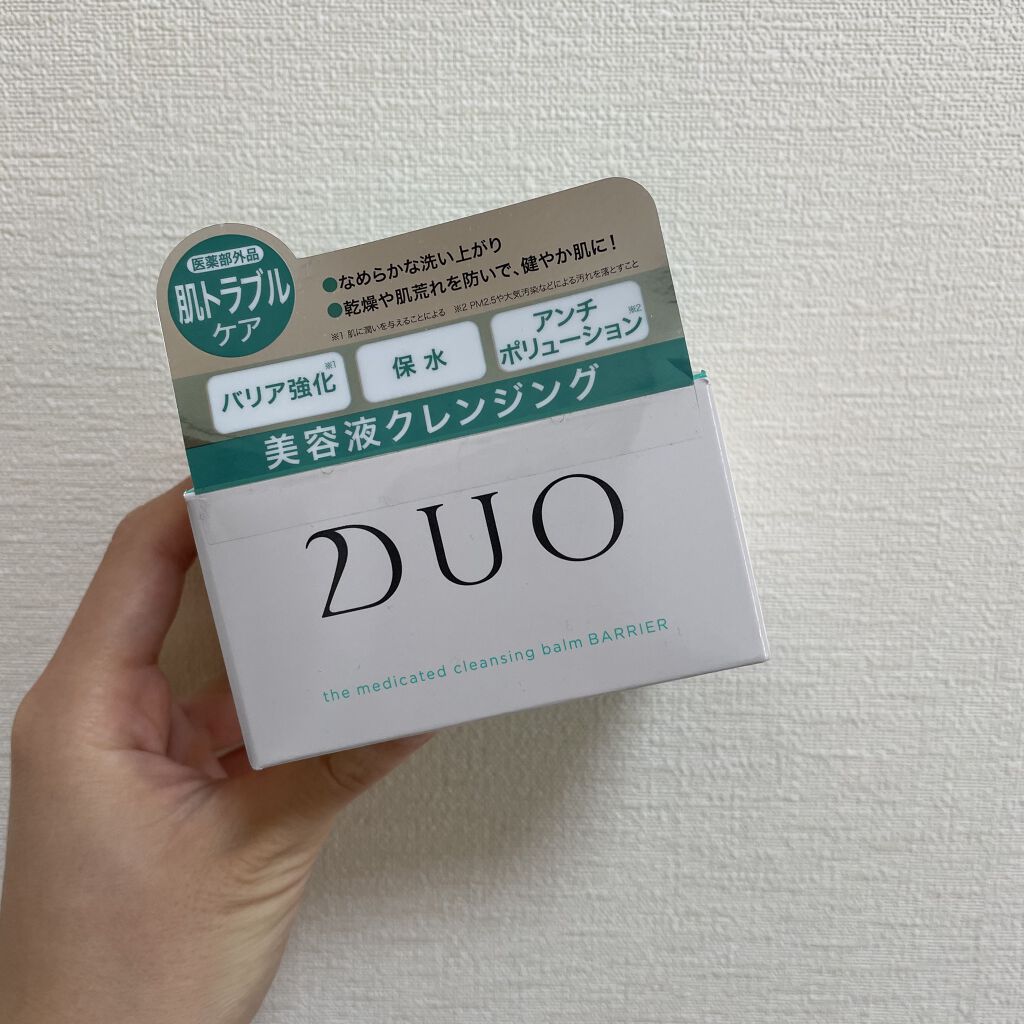 医薬部外品
肌トラブル
ケア
●なめらかな洗い上がり
●乾燥や肌荒れを防いで、健やか肌に!
※1 肌に潤いを与えることによる ※2 PM2.5や大気汚染などによる汚れを落とすこと
バリア強化※1
保水
アンチ
ポリューション※2
美容液クレンジング
DUO
the medicated cleansing balm BARRIER